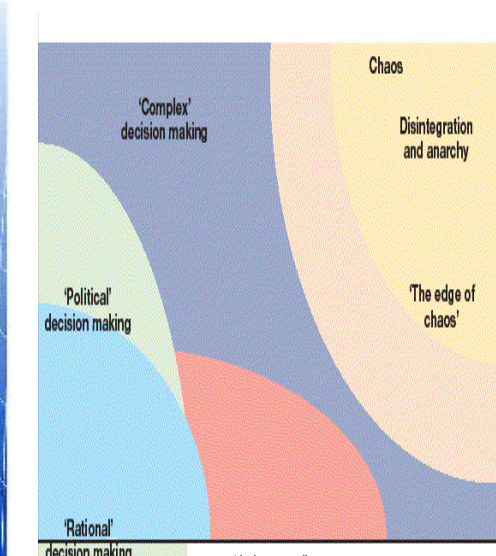 Chaos
'Complex'
decision making
Disintegration
and anarchy
'The edge of
chaos'
'Political'
decision making
'Rational'
decision making